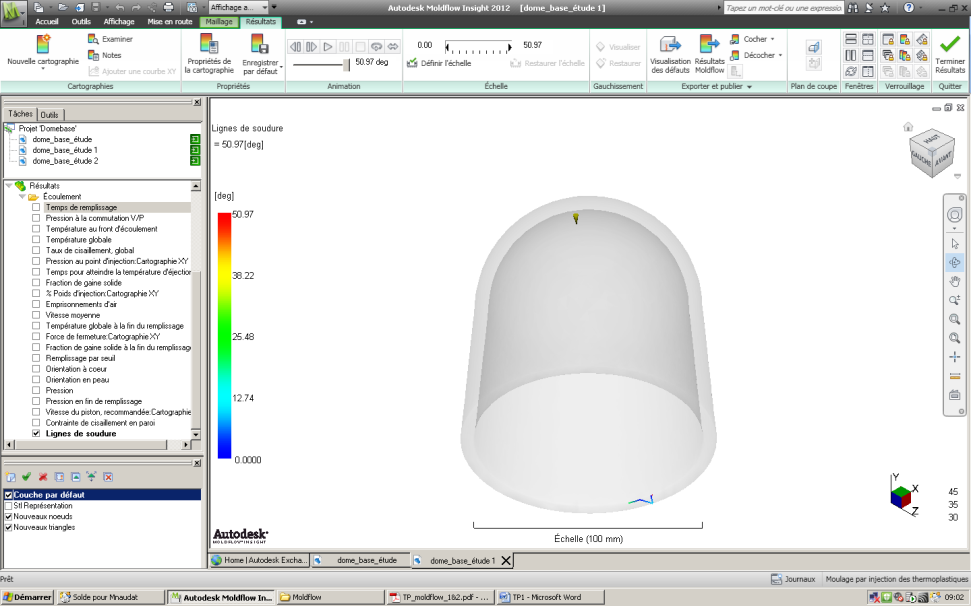 Affichage a...
Autodesk Moldflow Insight 2012 [dome_base_étude 1]
Tapez un mot-clé ou une expression
Accueil Outils Affichage Mise en route Maillage Résultats
Nouvelle cartographie
Examiner
Notes
Ajouter une courbe XY
Cartographies
Propriétés de la cartographie
Enregistrer par défaut
Propriétés
50.97 deg
Animation
0.00 50.97
Définir l'échelle
Restaurer l'échelle
Échelle
Visualiser
Restaurer
Gauchissement
Visualisation des défauts
Résultats Moldflow
Cocher
Décocher
Exporter et publier
Plan de coupe
Fenêtres
Verrouillage
Terminer Résultats
Quitter
Tâches Outils
Projet 'Domebase'
dome_base_étude
dome_base_étude 1
dome_base_étude 2
Résultats
Écoulement
Temps de remplissage
Pression à la commutation V/P
Température au front d'écoulement
Température globale
Taux de cisaillement, global
Pression au point d'injection:Cartographie XY
Temps pour atteindre la température d'éjection
Fraction de gaine solide
% Poids d'injection:Cartographie XY
Emprisonnements d'air
Vitesse moyenne
Température globale à la fin du remplissage
Force de fermeture:Cartographie XY
Fraction de gaine solide à la fin du remplissage
Remplissage par seuil
Orientation à coeur
Orientation en peau
Pression
Pression en fin de remplissage
Vitesse du piston, recommandée:Cartographie
Contrainte de cisaillement en paroi
Lignes de soudure
Couche par défaut
Stl Représentation
Nouveaux noeuds
Nouveaux triangles
Lignes de soudure
= 50.97[deg]
[deg]
50.97
38.22
25.48
12.74
0.0000
HAUT
GAUCHE
AVANT
Y
X
Z
45
35
30
Échelle (100 mm)
Autodesk
MOLDFLOW INSIGHT
Home | Autodesk Excha...
dome_base_étude
dome_base_étude 1
Prêt
Journaux
Moulage par injection des thermoplastiques
Démarrer
Solde pour Mnaudat
Autodesk Moldflow In...
Moldflow
TP_moldflow_1&2.pdf - ...
TP1 - Microsoft Word
09:02